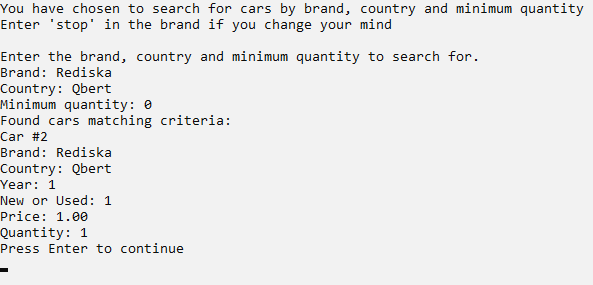 You have chosen to search for cars by brand, country and minimum quantity
Enter 'stop' in the brand if you change your mind
Enter the brand, country and minimum quantity to search for.
Brand: Rediska
Country: Qbert
Minimum quantity: 0
Found cars matching criteria:
Car #2
Brand: Rediska
Country: Qbert
Year: 1
New or Used: 1
Price: 1.00
Quantity: 1
Press Enter to continue